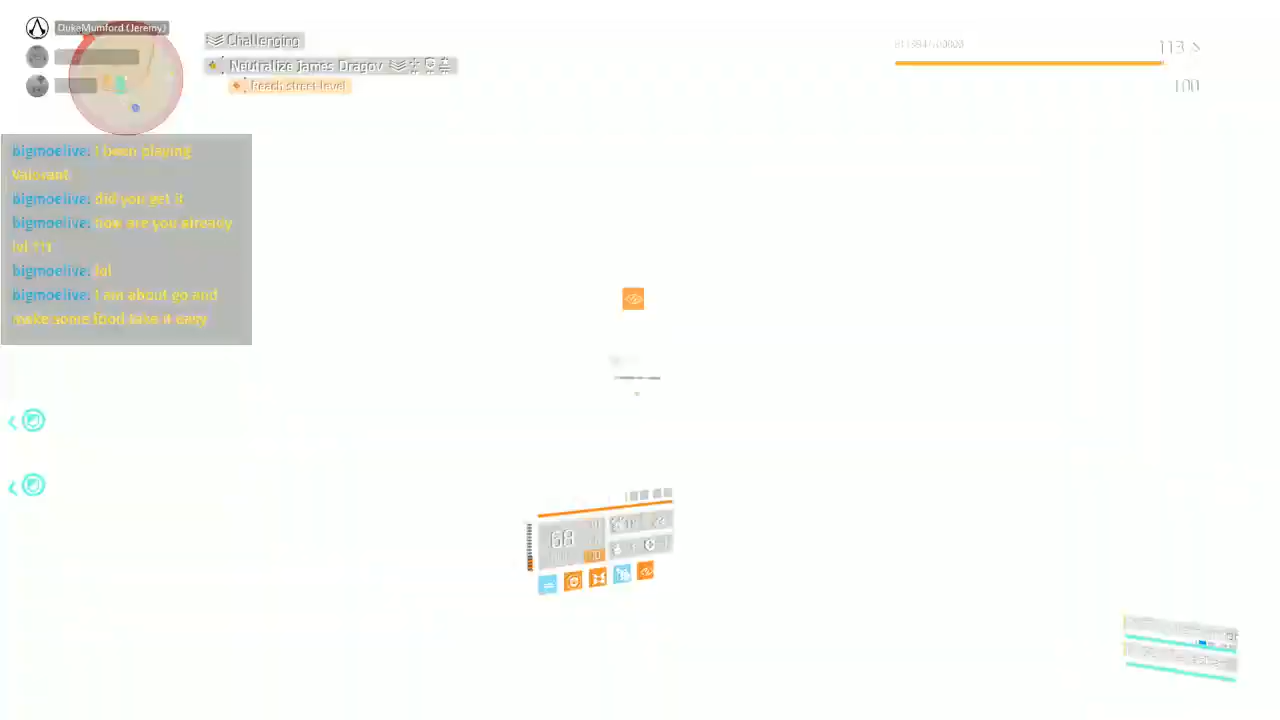 DukeMumford (Jeremy)
Challenging
Neutralize James Dragov
Reach street level
113 >
100
bigmoelive: I been playing
Valorant
bigmoelive: did you get it
bigmoelive: how are you already
lvl
bigmoelive: lol
bigmoelive: I am about go and
make some food take it easy
68